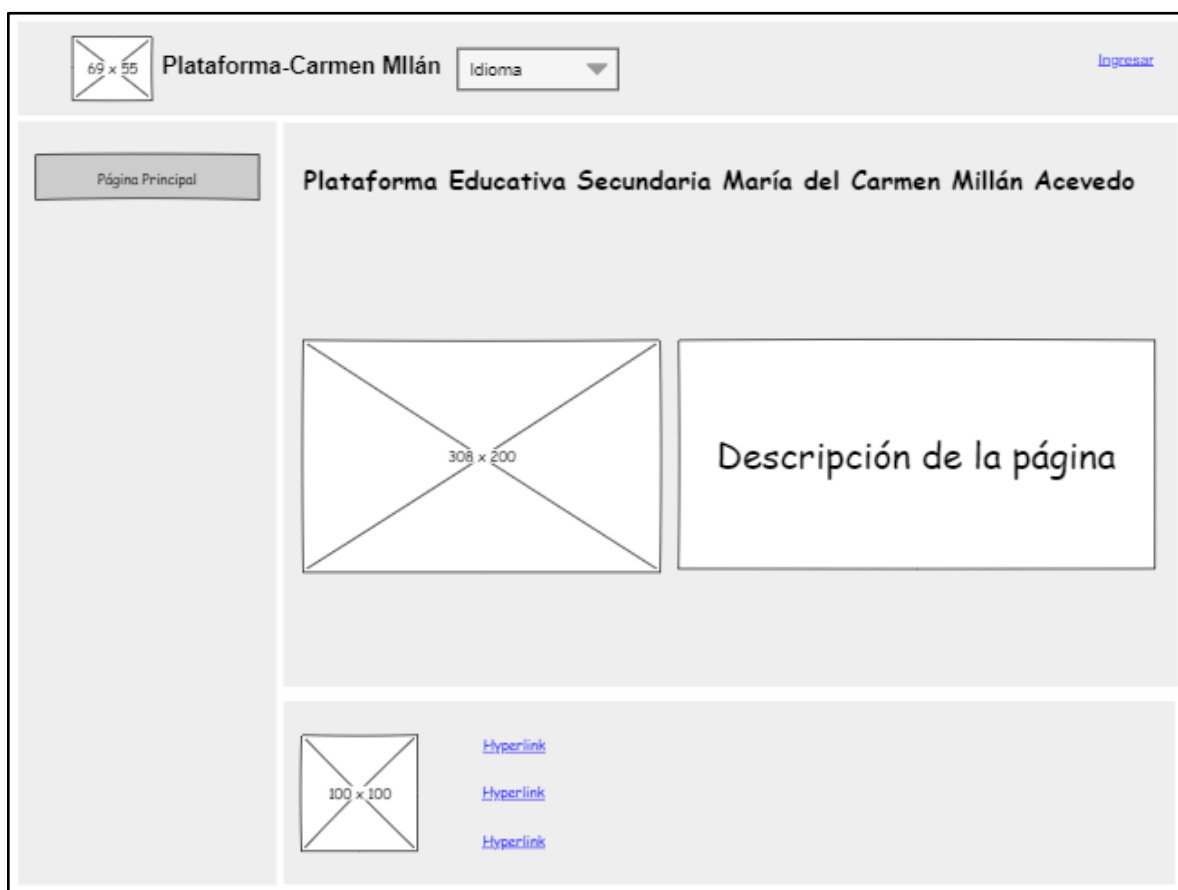 69 x 55
Plataforma-Carmen MIlán
Idioma
Ingresar
Página Principal
Plataforma Educativa Secundaria María del Carmen Millán Acevedo
308 x 200
Descripción de la página
100 x 100
Hyperlink
Hyperlink
Hyperlink